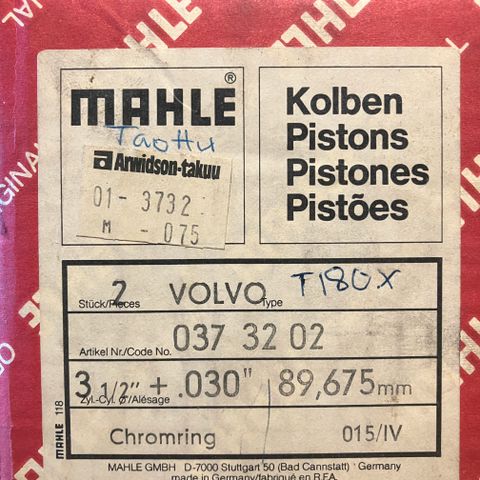 MAHLE®
Kolben
Pistons
Pistones
Pistões
Arwidson-takuu
01- 3732
M - 075
2 VOLVO T180X
Stück/Pieces Type
037 32 02
Artikel Nr./Code No.
3 1/2" + .030" 89,675mm
Zyl.-Cyl. Ø/Alésage
Chromring 015/IV
MAHLE 118
MAHLE GMBH D-7000 Stuttgart 50 (Bad Cannstatt) · Germany
made in Germany/fabriqué en R.F.A.
MAHLE
ORIGINAL